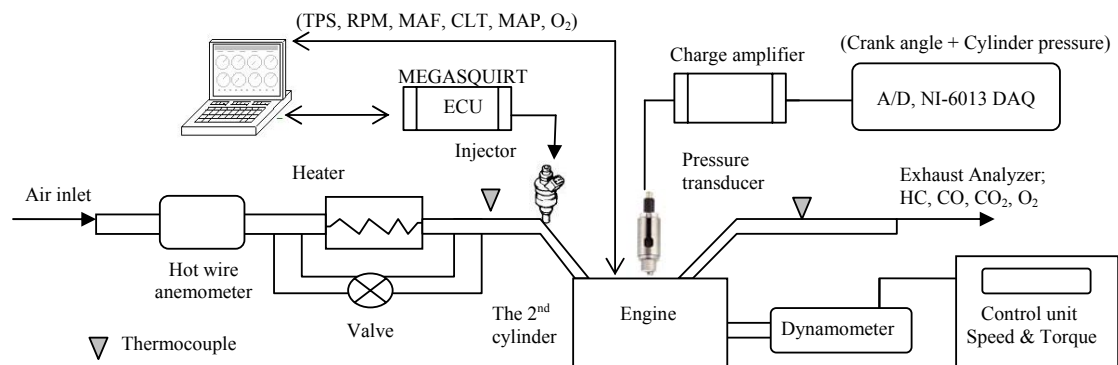 (TPS, RPM, MAF, CLT, MAP, O₂)
Charge amplifier
(Crank angle + Cylinder pressure)
MEGASQUIRT
ECU
A/D, NI-6013 DAQ
Injector
Pressure
transducer
Exhaust Analyzer;
HC, CO, CO₂, O₂
Heater
Air inlet
Hot wire
anemometer
Valve
The 2ⁿᵈ
cylinder
Engine
Dynamometer
Control unit
Speed & Torque
Thermocouple